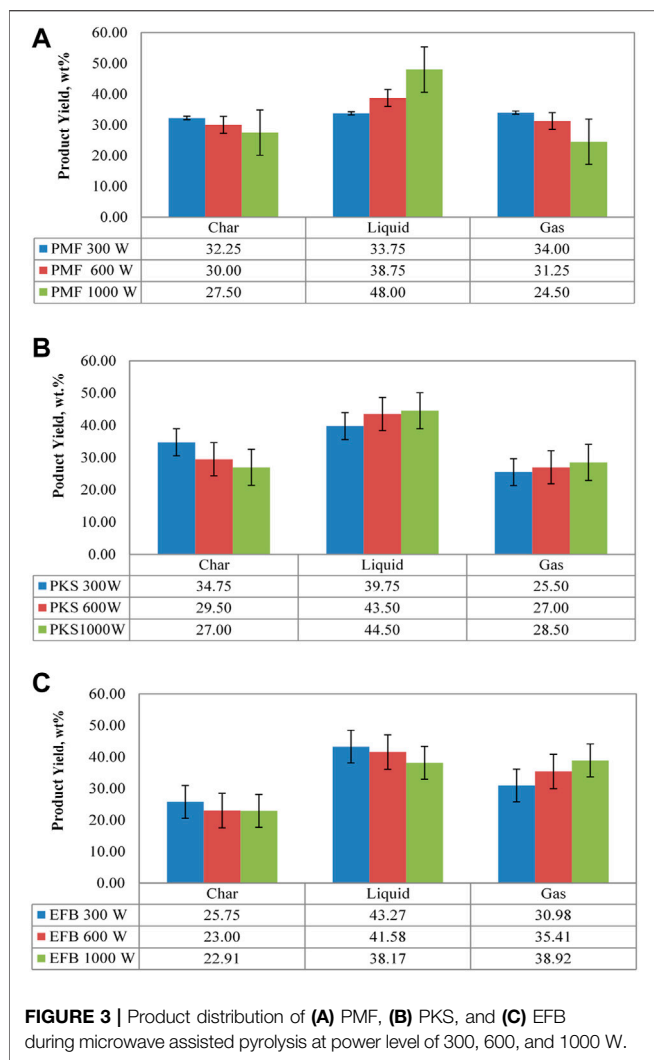 A
Product Yield, wt%
60.00
50.00
40.00
30.00
20.00
10.00
0.00
Char Liquid Gas
PMF 300 W 32.25 33.75 34.00
PMF 600 W 30.00 38.75 31.25
PMF 1000 W 27.50 48.00 24.50
B
Poduct Yield, wt.%
60.00
50.00
40.00
30.00
20.00
10.00
0.00
Char Liquid Gas
PKS 300W 34.75 39.75 25.50
PKS 600W 29.50 43.50 27.00
PKS1000W 27.00 44.50 28.50
C
Product Yield, wt%
60.00
50.00
40.00
30.00
20.00
10.00
0.00
Char Liquid Gas
EFB 300 W 25.75 43.27 30.98
EFB 600 W 23.00 41.58 35.41
EFB 1000 W 22.91 38.17 38.92
FIGURE 3 | Product distribution of (A) PMF, (B) PKS, and (C) EFB
during microwave assisted pyrolysis at power level of 300, 600, and 1000 W.